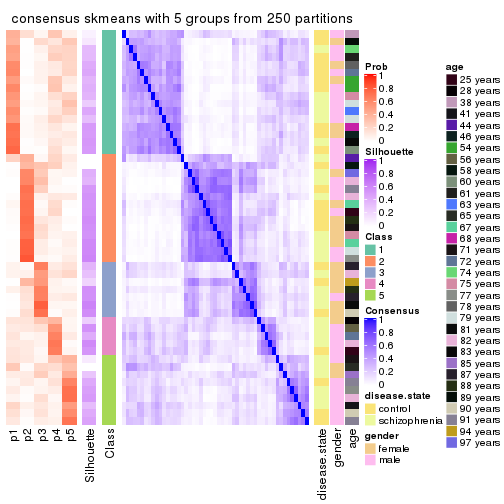 consensus skmeans with 5 groups from 250 partitions
p1
p2
p3
p4
p5
Silhouette
Class
disease.state
gender
age
Prob
1
0.8
0.6
0.4
0.2
0
Silhouette
1
0.8
0.6
0.4
0.2
0
Class
1
2
3
4
5
Consensus
1
0.8
0.6
0.4
0.2
0
disease.state
control
schizophrenia
gender
female
male
age
25 years
28 years
38 years
41 years
44 years
46 years
54 years
56 years
58 years
60 years
61 years
63 years
65 years
67 years
68 years
71 years
72 years
74 years
75 years
77 years
78 years
79 years
81 years
82 years
83 years
85 years
87 years
88 years
89 years
90 years
91 years
94 years
97 years